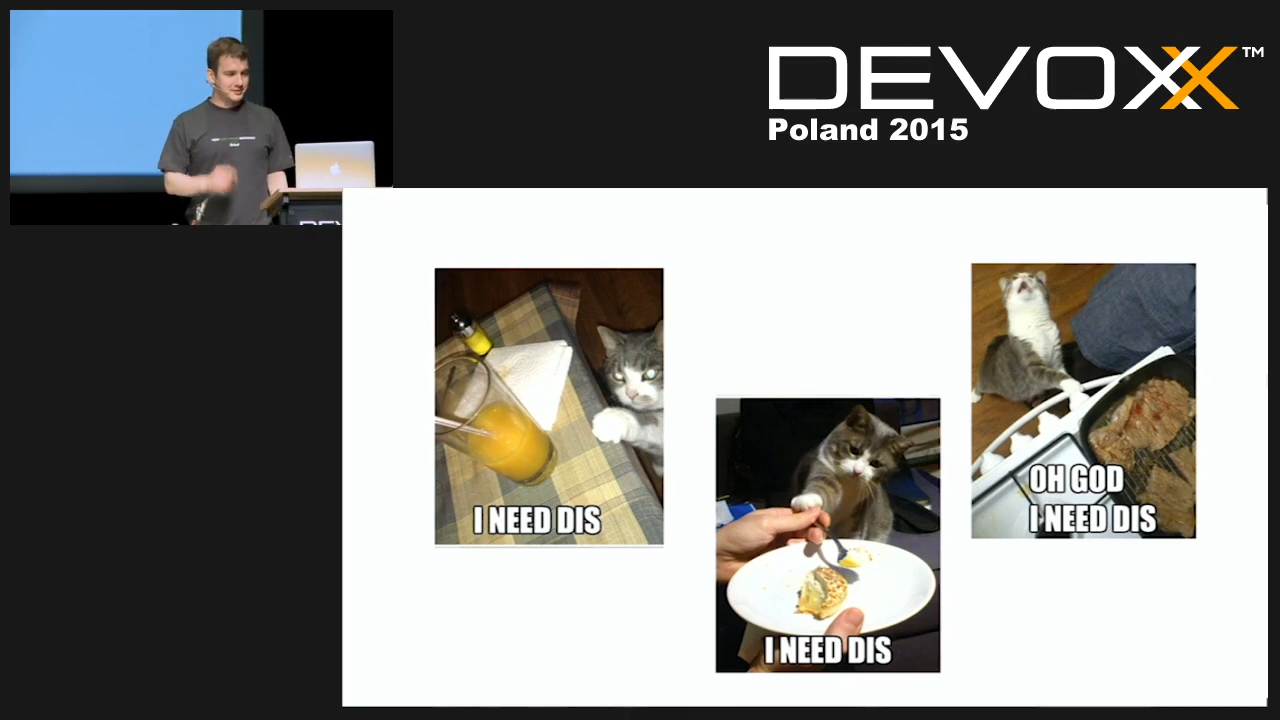 DEVOXX™
Poland 2015
I NEED DIS
I NEED DIS
OH GOD
I NEED DIS